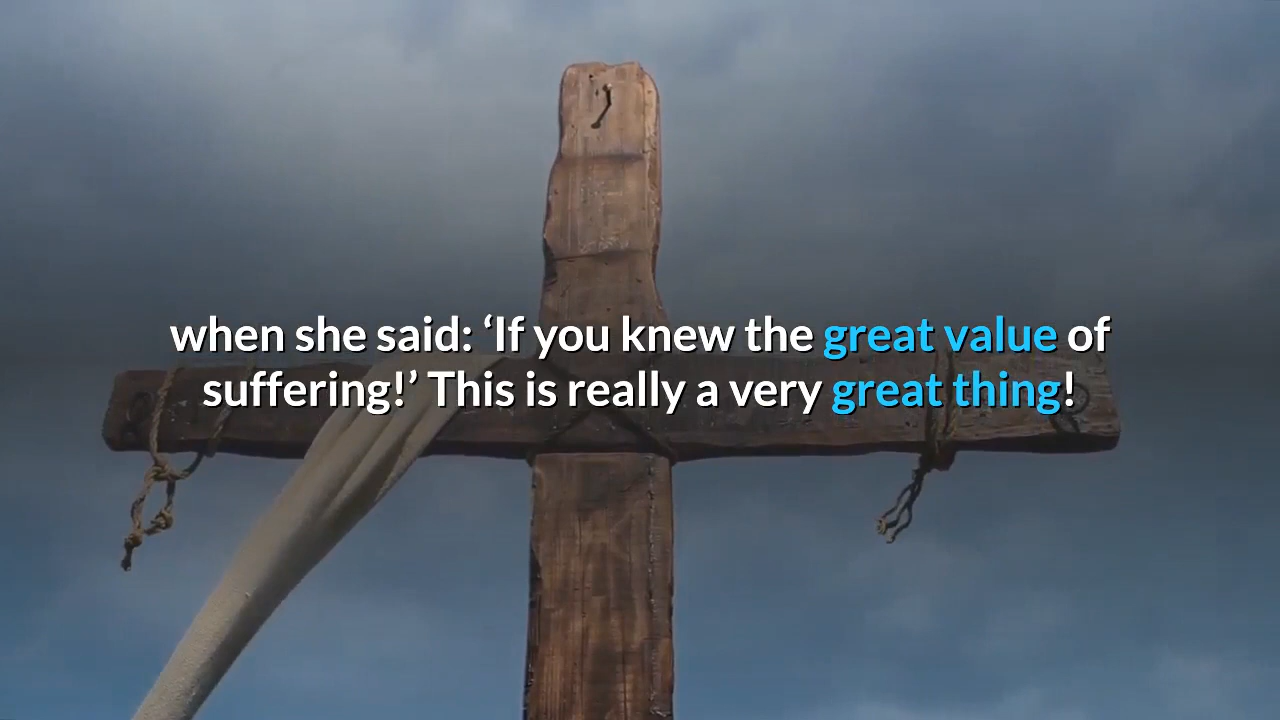 when she said: ‘If you knew the great value of
suffering!’ This is really a very great thing!